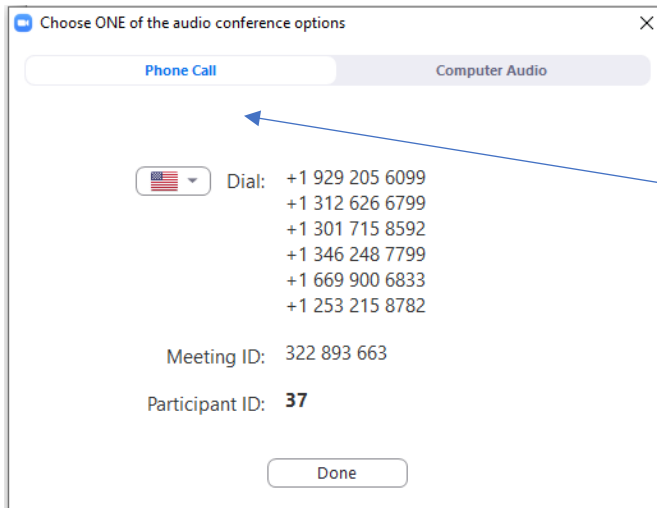 Choose ONE of the audio conference options
Phone Call Computer Audio
Dial: +1 929 205 6099
+1 312 626 6799
+1 301 715 8592
+1 346 248 7799
+1 669 900 6833
+1 253 215 8782
Meeting ID: 322 893 663
Participant ID: 37
Done